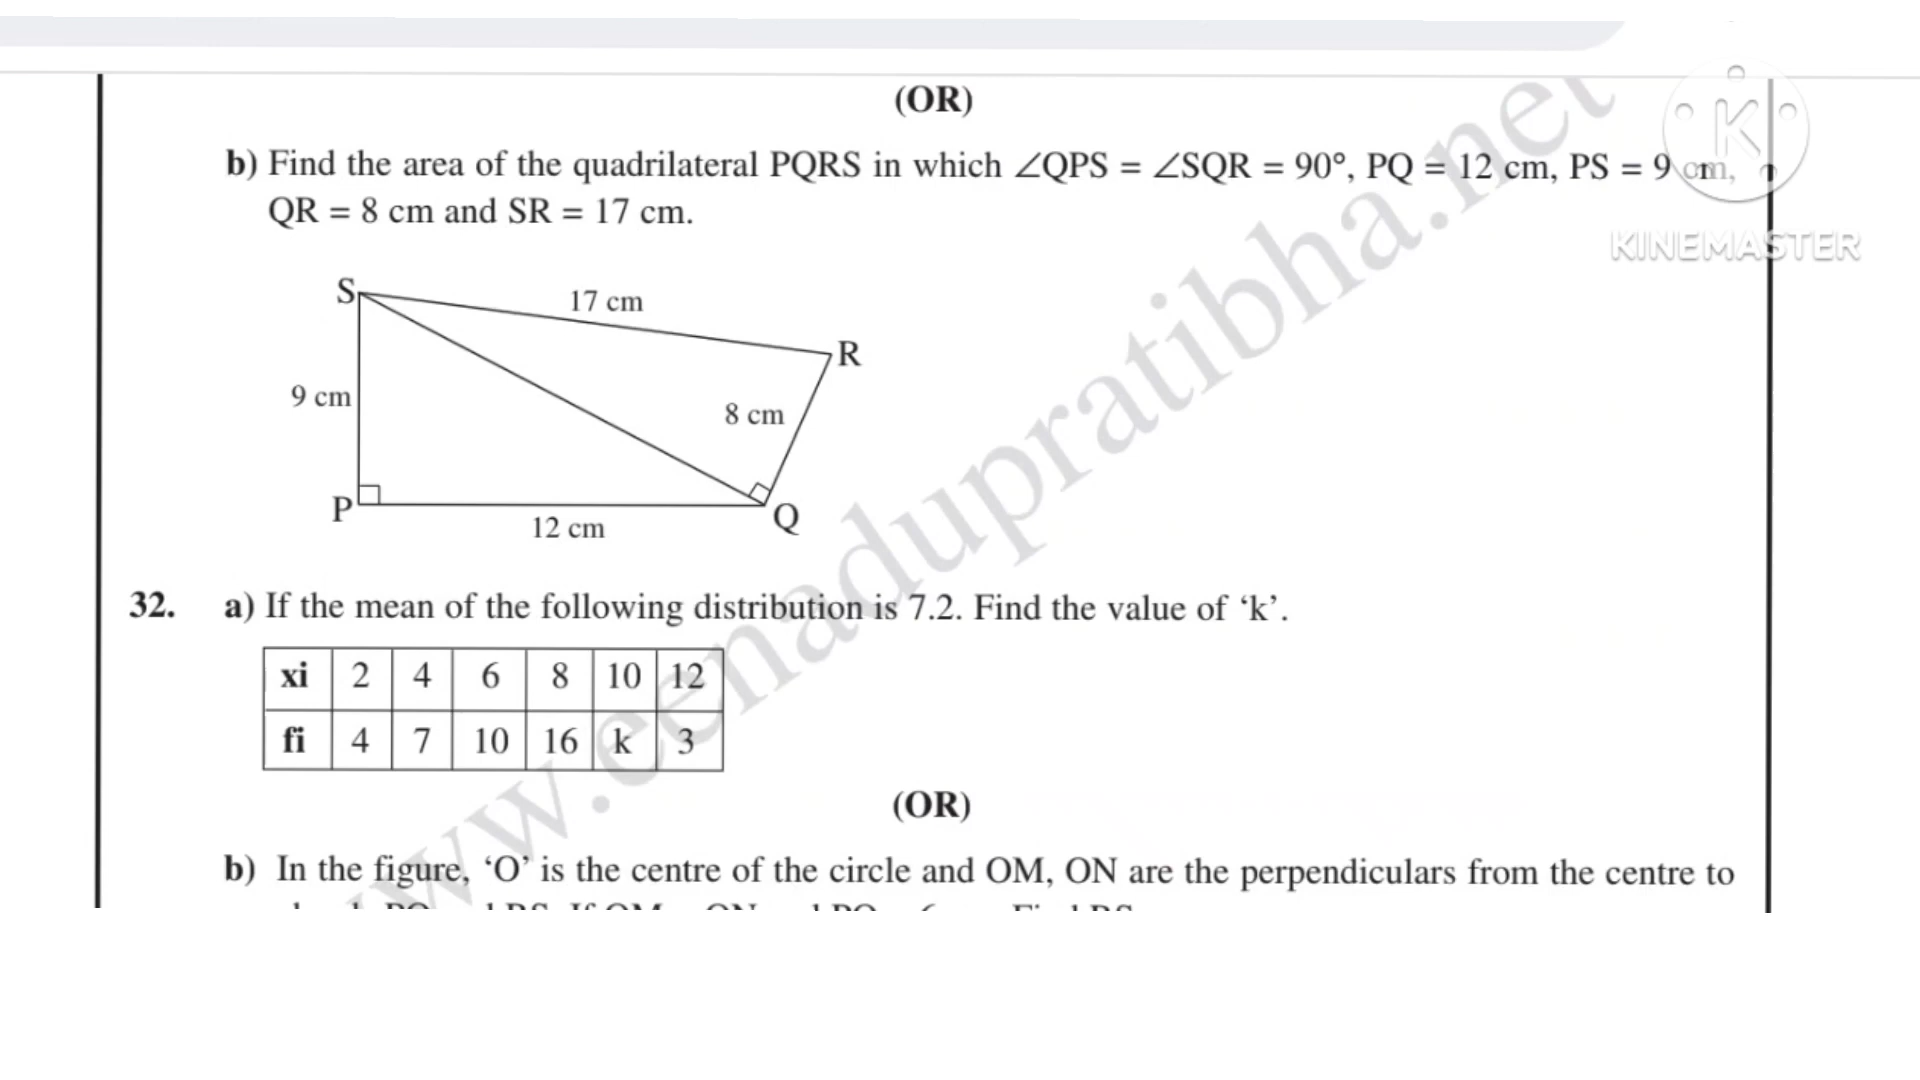 (OR)
b) Find the area of the quadrilateral PQRS in which ∠QPS = ∠SQR = 90°, PQ = 12 cm, PS = 9 cm,
QR = 8 cm and SR = 17 cm.
K
KINEMASTER
S
17 cm
R
9 cm
8 cm
P
12 cm
Q
32. a) If the mean of the following distribution is 7.2. Find the value of ‘k’.
xi 2 4 6 8 10 12
fi 4 7 10 16 k 3
(OR)
b) In the figure, ‘O’ is the centre of the circle and OM, ON are the perpendiculars from the centre to
ww.eenadupratibha.net